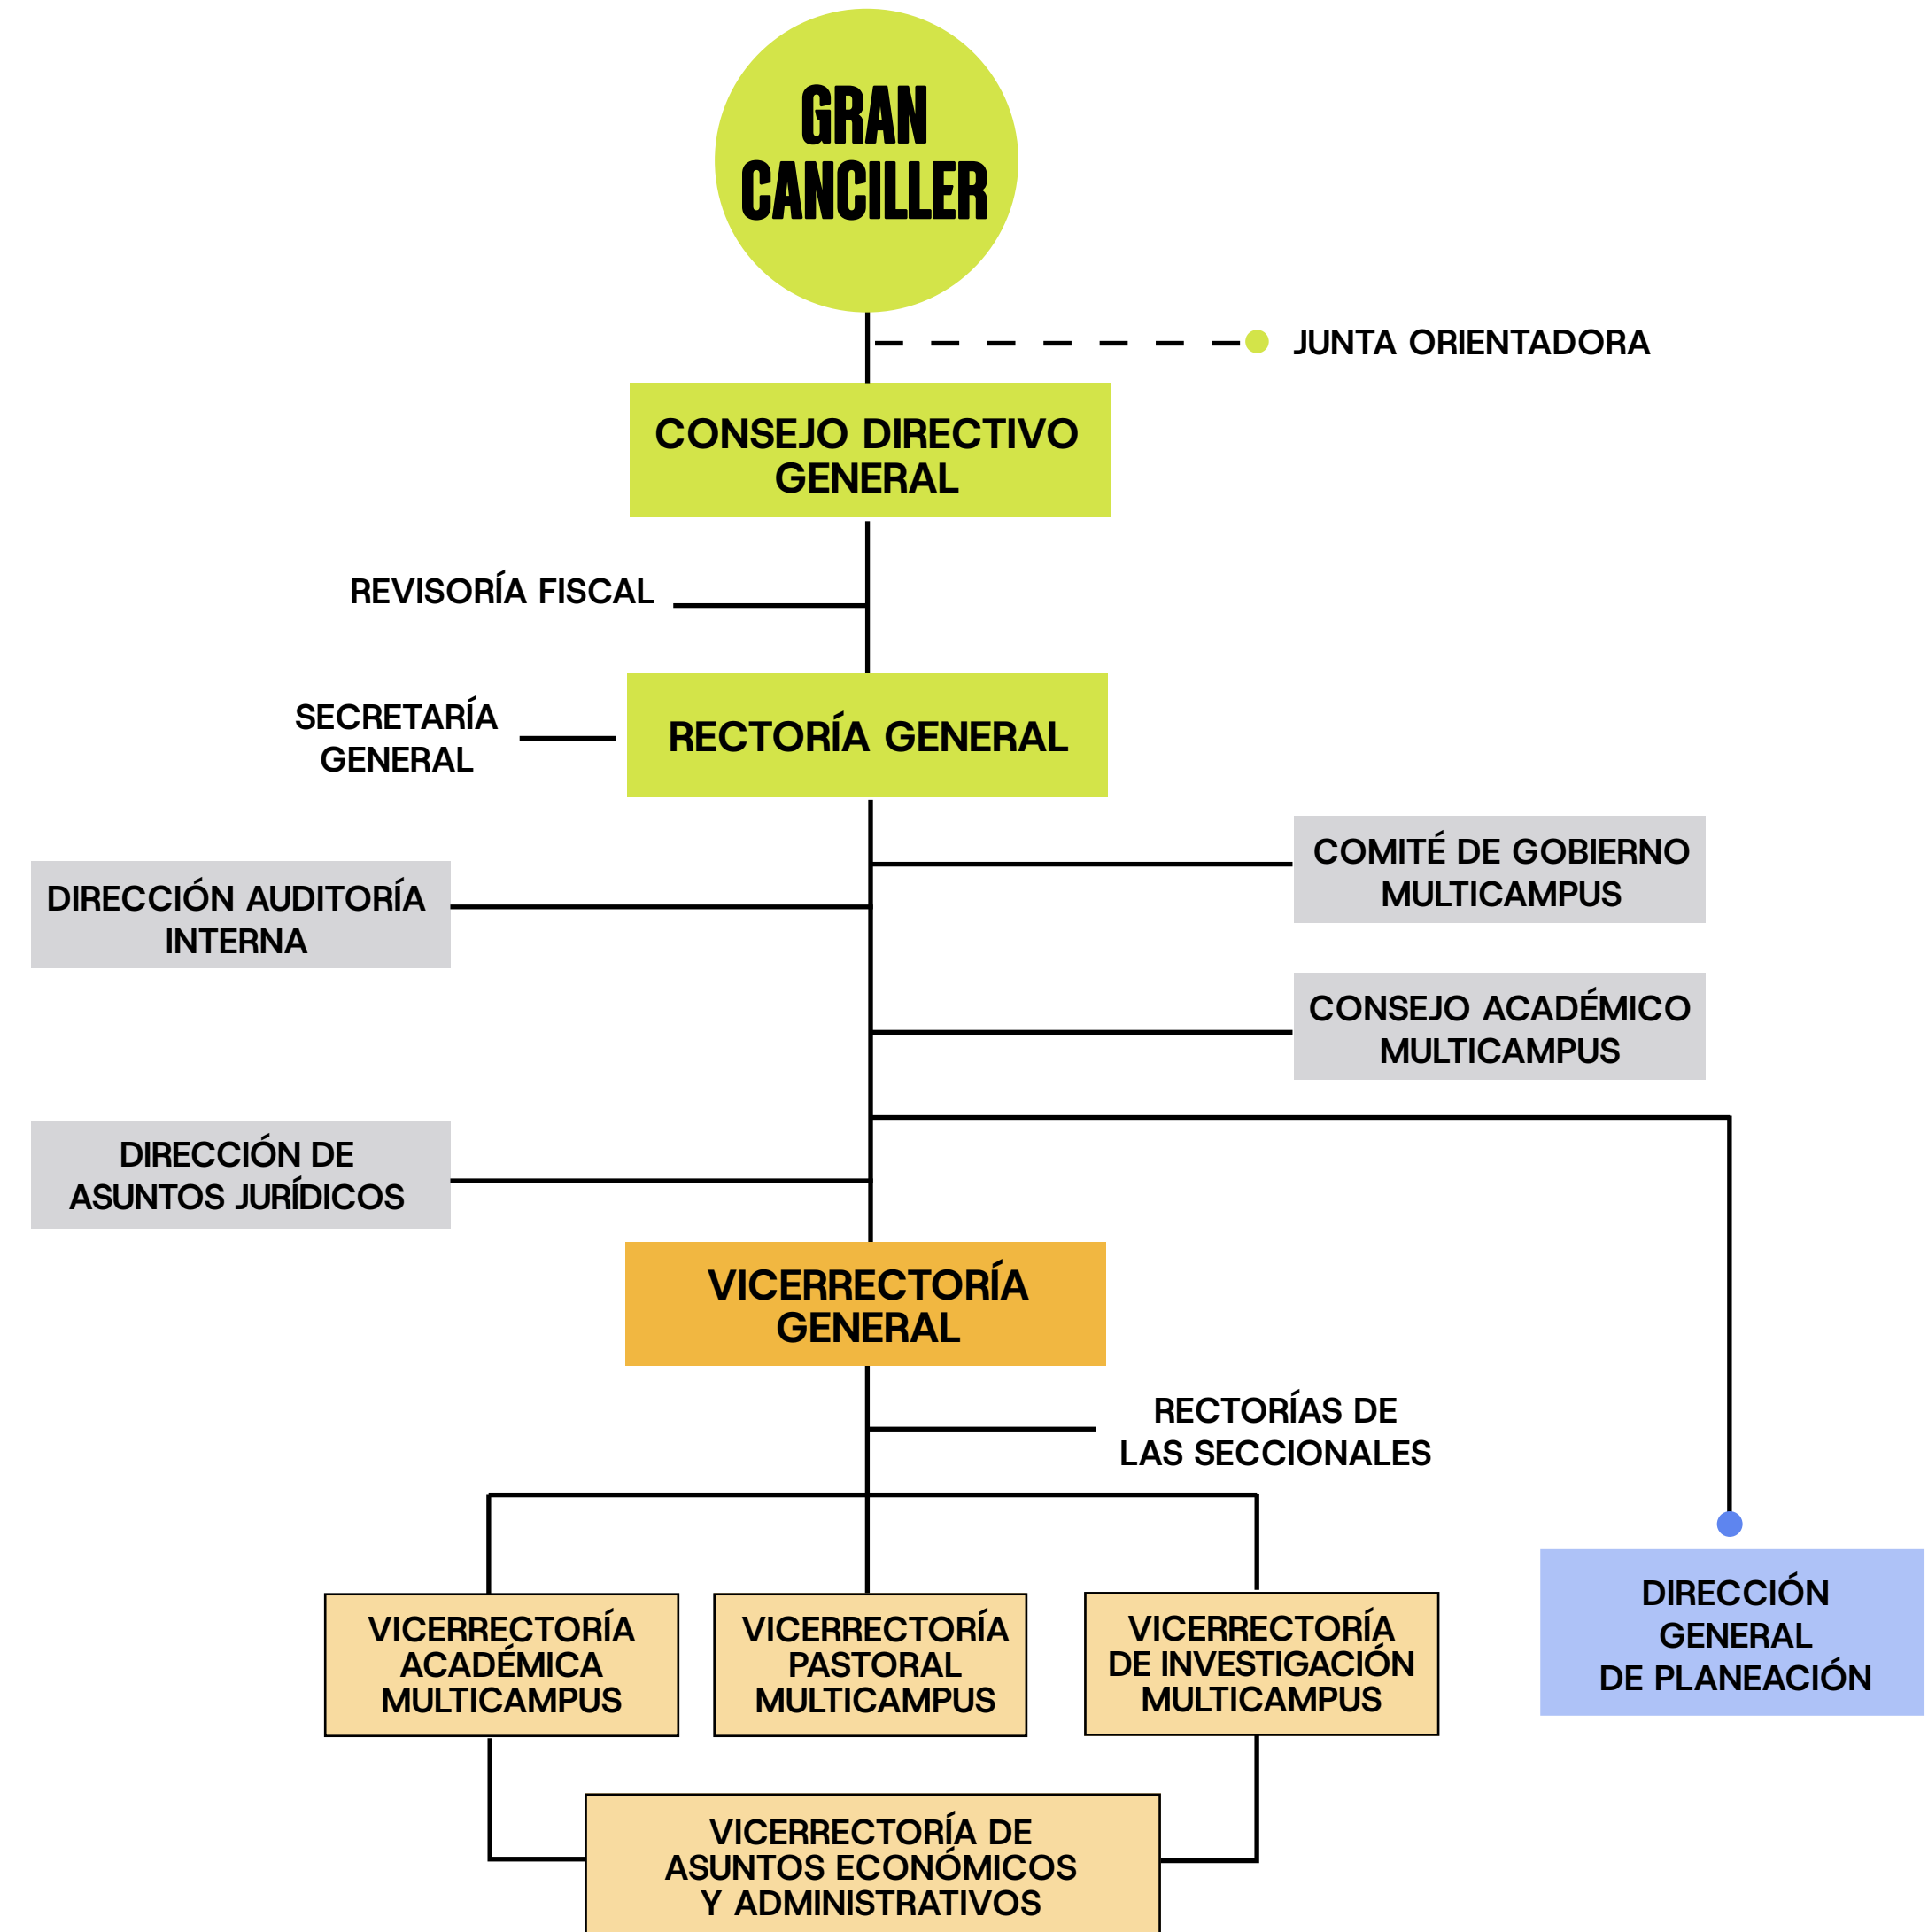 GRAN
CANCILLER
JUNTA ORIENTADORA
CONSEJO DIRECTIVO
GENERAL
REVISORÍA FISCAL
SECRETARÍA
GENERAL
RECTORÍA GENERAL
COMITÉ DE GOBIERNO
MULTICAMPUS
DIRECCIÓN AUDITORÍA
INTERNA
CONSEJO ACADÉMICO
MULTICAMPUS
DIRECCIÓN DE
ASUNTOS JURÍDICOS
VICERRECTORÍA
GENERAL
RECTORÍAS DE
LAS SECCIONALES
VICERRECTORÍA
ACADÉMICA
MULTICAMPUS
VICERRECTORÍA
PASTORAL
MULTICAMPUS
VICERRECTORÍA
DE INVESTIGACIÓN
MULTICAMPUS
DIRECCIÓN
GENERAL
DE PLANEACIÓN
VICERRECTORÍA DE
ASUNTOS ECONÓMICOS
Y ADMINISTRATIVOS